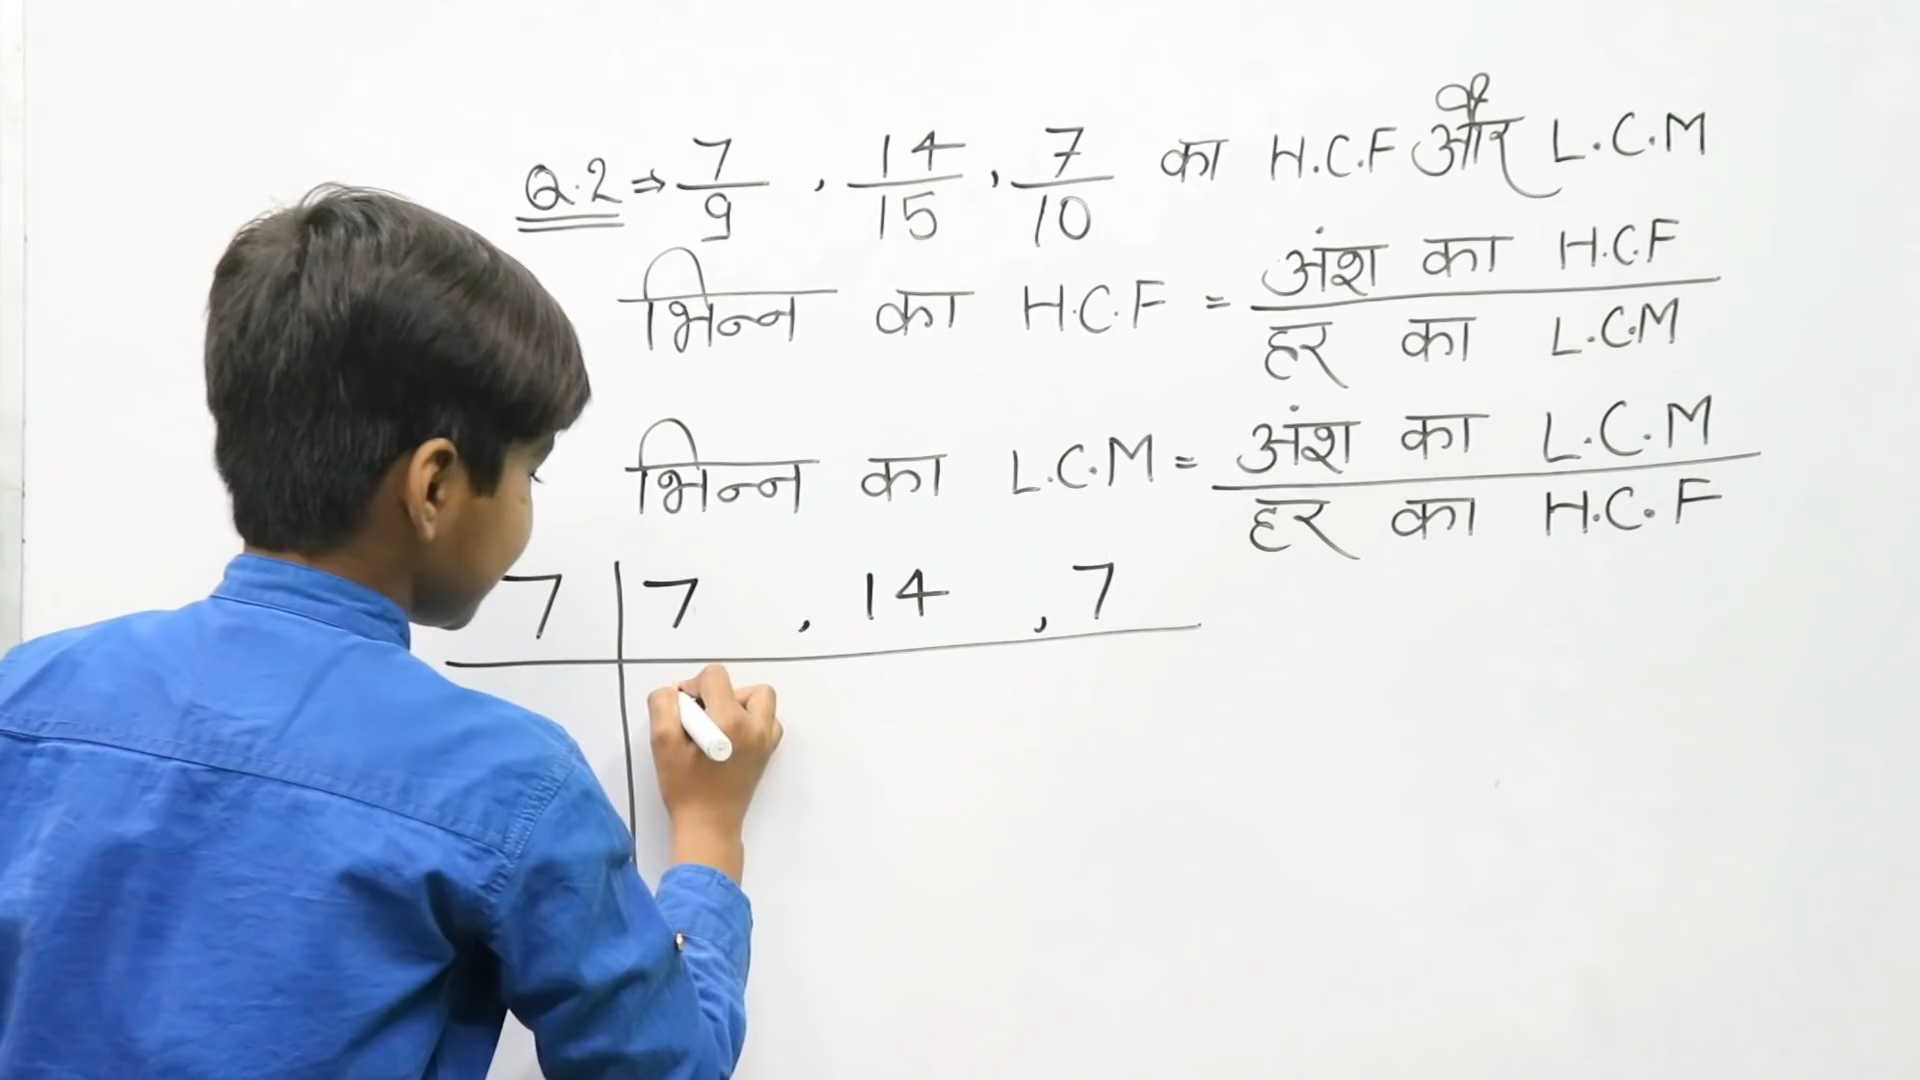 Q.2 ⇒ 7/9 , 14/15 , 7/10 का H.C.F और L.C.M
भिन्न का H.C.F = अंश का H.C.F / हर का L.C.M
भिन्न का L.C.M = अंश का L.C.M / हर का H.C.F
7 | 7 , 14 , 7